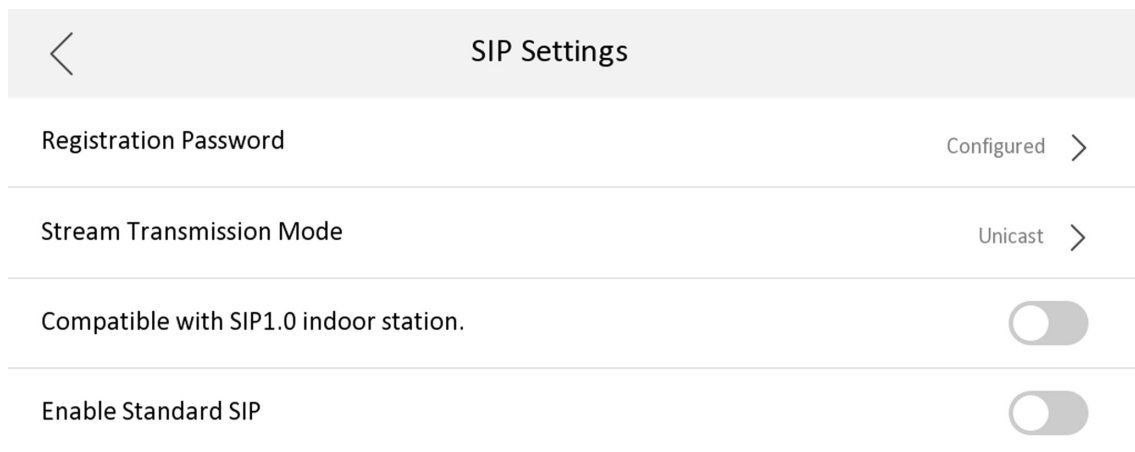 SIP Settings
Registration Password
Configured
Stream Transmission Mode
Unicast
Compatible with SIP1.0 indoor station.
Enable Standard SIP